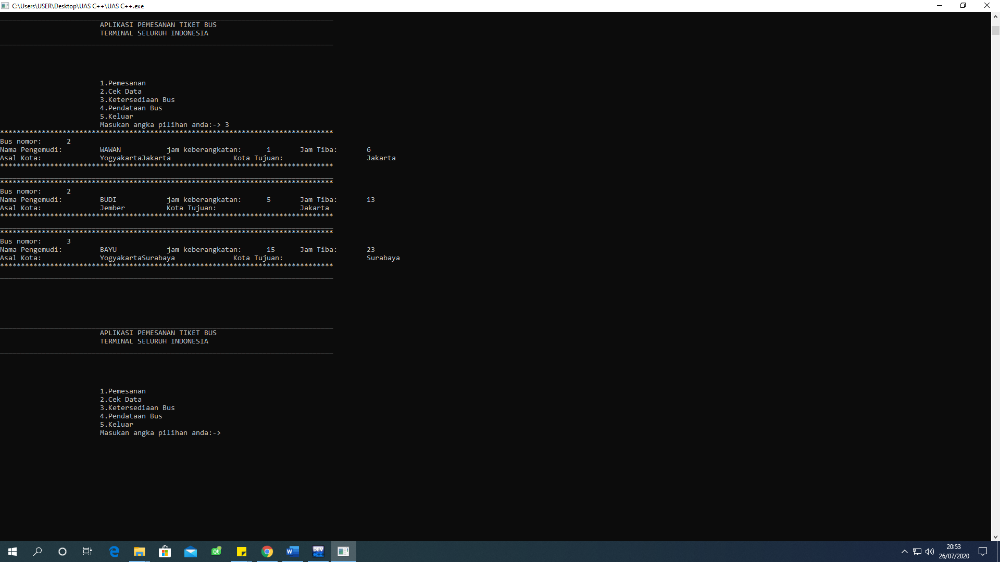 C:\Users\USER\Desktop\UAS C++\UAS C++.exe
________________________________________________________________________________
APLIKASI PEMESANAN TIKET BUS
TERMINAL SELURUH INDONESIA
________________________________________________________________________________
1.Pemesanan
2.Cek Data
3.Ketersediaan Bus
4.Pendataan Bus
5.Keluar
Masukan angka pilihan anda:-> 3
********************************************************************************
Bus nomor: 2
Nama Pengemudi: WAWAN jam keberangkatan: 1 Jam Tiba: 6
Asal Kota: YogyakartaJakarta Kota Tujuan: Jakarta
********************************************************************************
________________________________________________________________________________
********************************************************************************
Bus nomor: 2
Nama Pengemudi: BUDI jam keberangkatan: 5 Jam Tiba: 13
Asal Kota: Jember Kota Tujuan: Jakarta
********************************************************************************
________________________________________________________________________________
********************************************************************************
Bus nomor: 3
Nama Pengemudi: BAYU jam keberangkatan: 15 Jam Tiba: 23
Asal Kota: YogyakartaSurabaya Kota Tujuan: Surabaya
********************************************************************************
________________________________________________________________________________
________________________________________________________________________________
APLIKASI PEMESANAN TIKET BUS
TERMINAL SELURUH INDONESIA
________________________________________________________________________________
1.Pemesanan
2.Cek Data
3.Ketersediaan Bus
4.Pendataan Bus
5.Keluar
Masukan angka pilihan anda:->
Qt
W
DEV
C++
20:53
26/07/2020